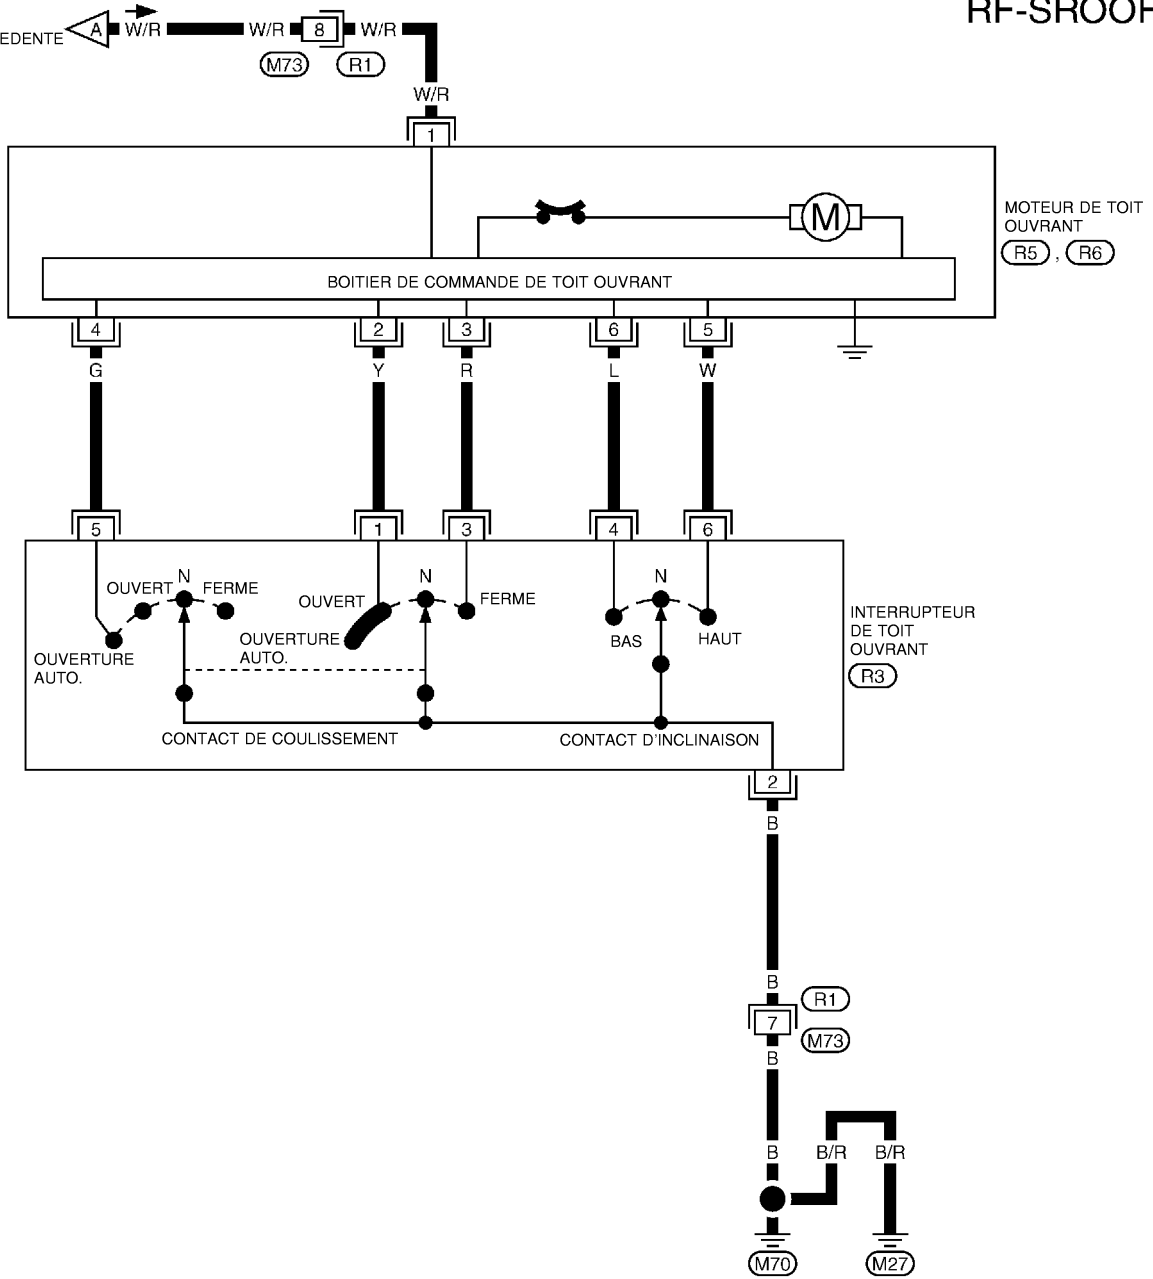 RF-SROOF
EDENTE A W/R W/R 8 W/R
M73 R1
W/R
1
M
MOTEUR DE TOIT
OUVRANT
R5 , R6
BOITIER DE COMMANDE DE TOIT OUVRANT
4 2 3 6 5
G Y R L W
5 1 3 4 6
OUVERT N FERME
OUVERTURE
AUTO.
OUVERT N FERME
OUVERTURE
AUTO.
N
BAS HAUT
INTERRUPTEUR
DE TOIT
OUVRANT
R3
CONTACT DE COULISSEMENT
CONTACT D'INCLINAISON
2
B
B
R1
7
M73
B
B B/R B/R
M70 M27